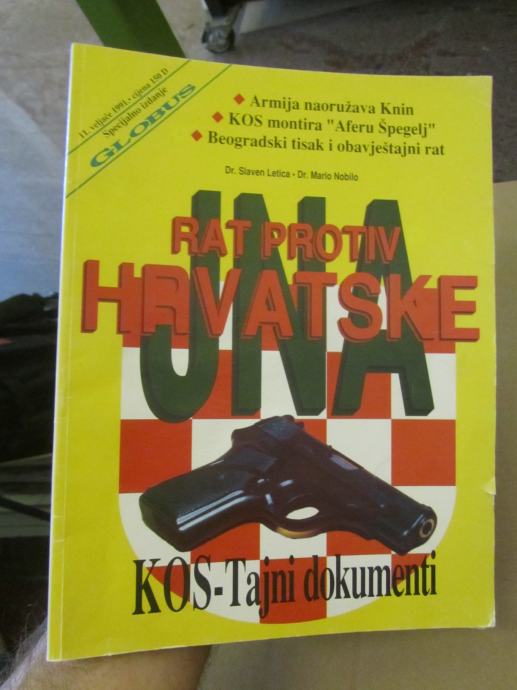 11. veljače 1991. • cijena 150 D
Specijalno izdanje
GLOBUS
Armija naoružava Knin
KOS montira "Aferu Špegelj"
Beogradski tisak i obavještajni rat
Dr. Slaven Letica • Dr. Mario Nobilo
JNA
RAT PROTIV
HRVATSKE
KOS-Tajni dokumenti